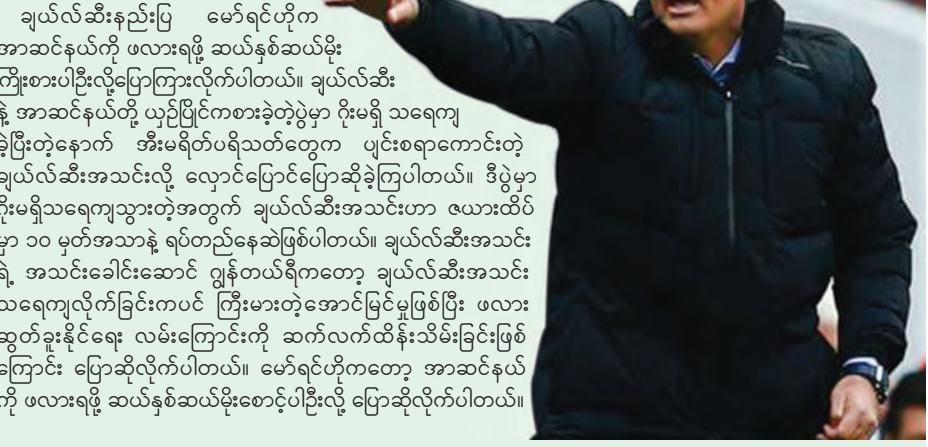 ချယ်လ်ဆီးနည်းပြ မော်ရင်ဟိုက
အာဆင်နယ်ကို ဖလားရဖို့ ဆယ်နှစ်ဆယ်မိုး
ကြိုးစားပါဦးလို့ပြောကြားလိုက်ပါတယ်။ ချယ်လ်ဆီး
နဲ့ အာဆင်နယ်တို့ ယှဉ်ပြိုင်ကစားခဲ့တဲ့ပွဲမှာ ဂိုးမရှိ သရေကျ
ခဲ့ပြီးတဲ့နောက် အီးမရိတ်ပရိသတ်တွေက ပျင်းစရာကောင်းတဲ့
ချယ်လ်ဆီးအသင်းလို့ လှောင်ပြောင်ပြောဆိုခဲ့ကြပါတယ်။ ဒီပွဲမှာ
ဂိုးမရှိသရေကျသွားတဲ့အတွက် ချယ်လ်ဆီးအသင်းဟာ ဇယားထိပ်
မှာ ၁၀ မှတ်အသာနဲ့ ရပ်တည်နေဆဲဖြစ်ပါတယ်။ ချယ်လ်ဆီးအသင်း
ရဲ့ အသင်းခေါင်းဆောင် ဂျွန်တယ်ရီကတော့ ချယ်လ်ဆီးအသင်း
သရေကျလိုက်ခြင်းကပင် ကြီးမားတဲ့အောင်မြင်မှုဖြစ်ပြီး ဖလား
ဆွတ်ခူးနိုင်ရေး လမ်းကြောင်းကို ဆက်လက်ထိန်းသိမ်းခြင်းဖြစ်
ကြောင်း ပြောဆိုလိုက်ပါတယ်။ မော်ရင်ဟိုကတော့ အာဆင်နယ်
ကို ဖလားရဖို့ ဆယ်နှစ်ဆယ်မိုးစောင့်ပါဦးလို့ ပြောဆိုလိုက်ပါတယ်။